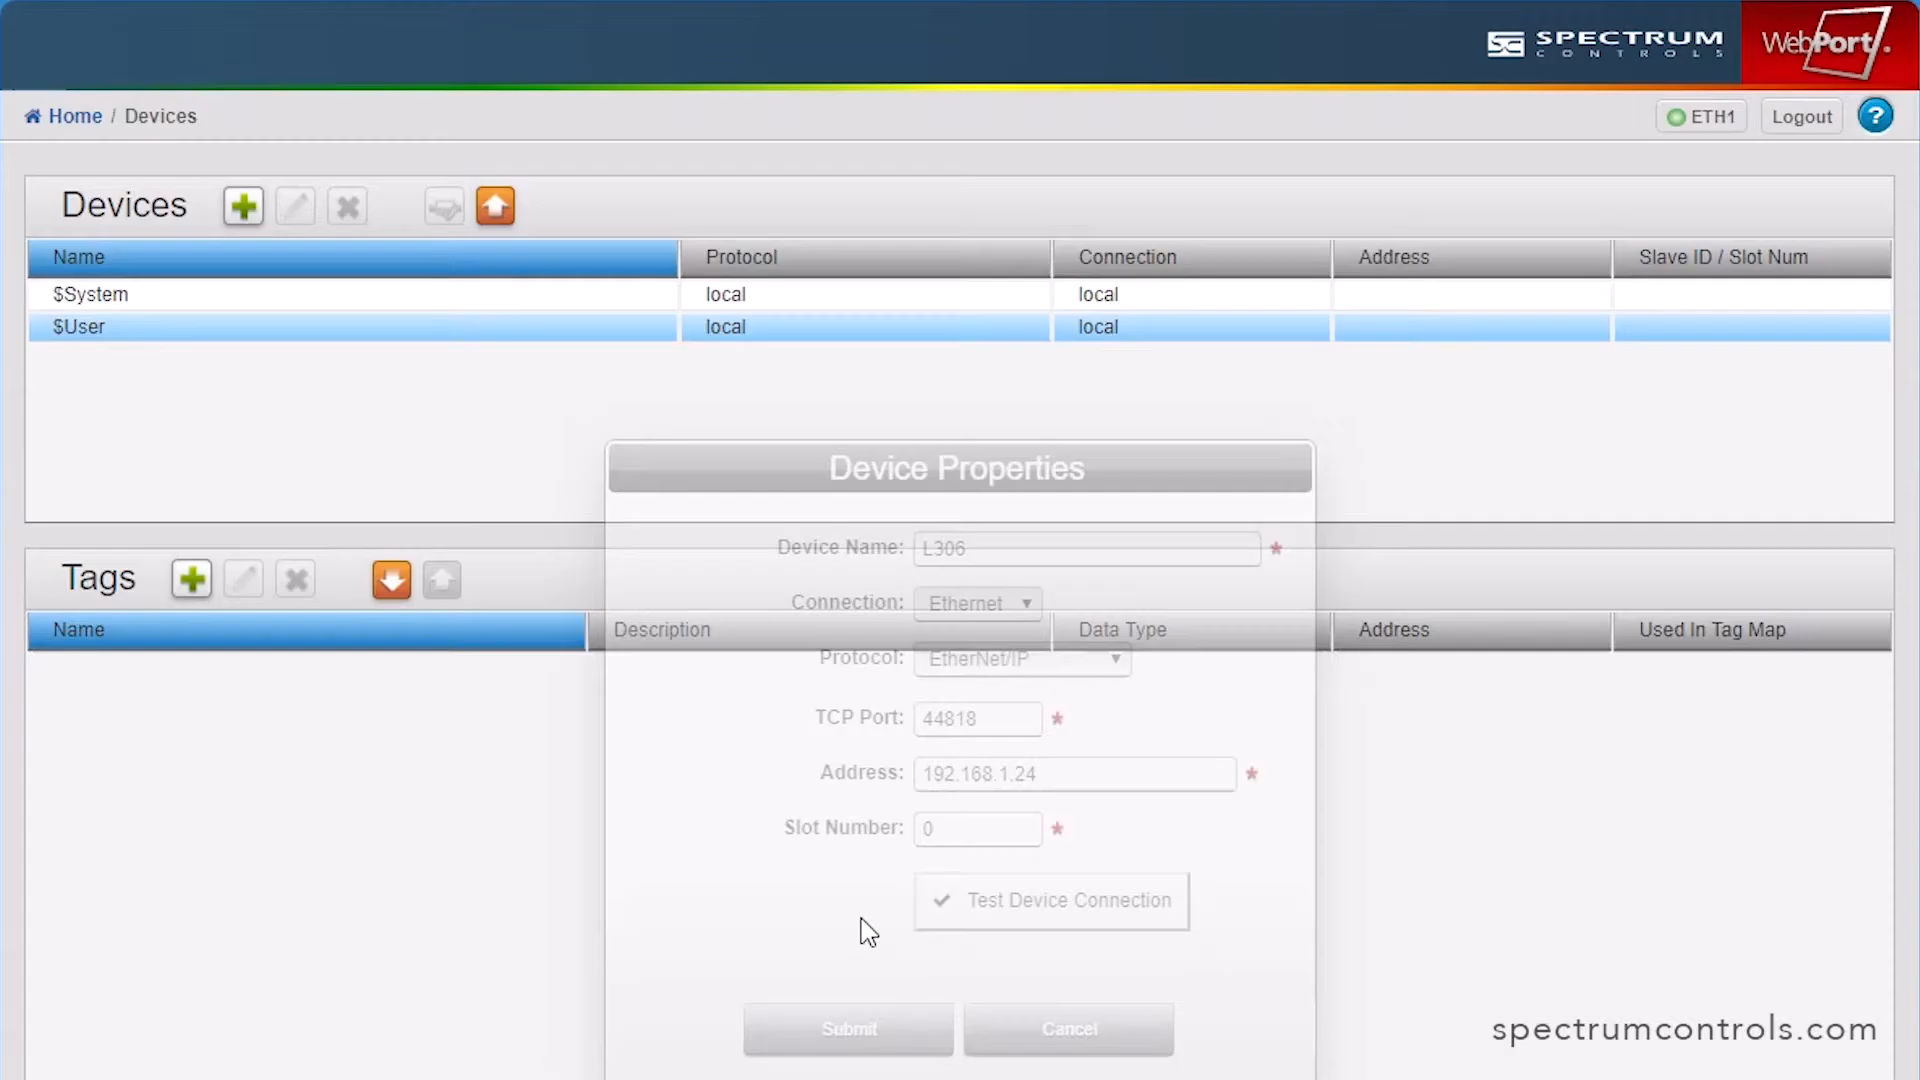 SPECTRUM
CONTROLS
WebPort.
Home / Devices
ETH1
Logout
?
Devices
Name Protocol Connection Address Slave ID / Slot Num
$System local local
$User local local
Device Properties
Device Name: L306 *
Tags
Connection: Ethernet
Name Description Data Type Address Used In Tag Map
Protocol: EtherNet/IP
TCP Port: 44818 *
Address: 192.168.1.24 *
Slot Number: 0 *
Test Device Connection
Submit Cancel
spectrumcontrols.com